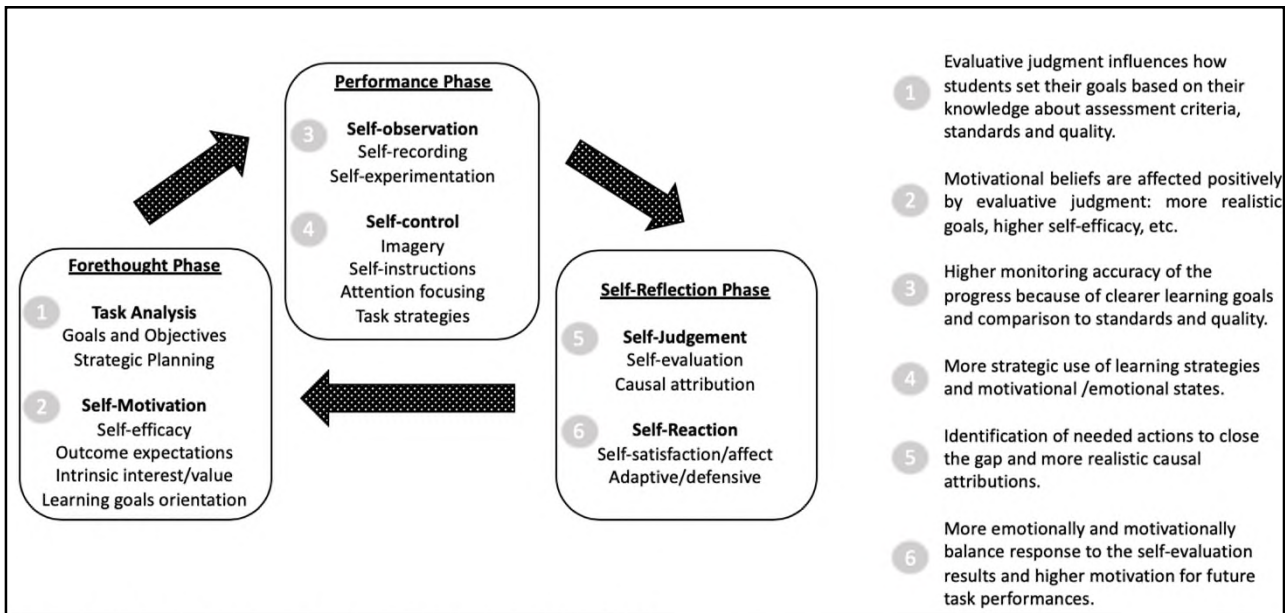 Performance Phase
3
Self-observation
Self-recording
Self-experimentation
4
Self-control
Imagery
Self-instructions
Attention focusing
Task strategies
Forethought Phase
1
Task Analysis
Goals and Objectives
Strategic Planning
2
Self-Motivation
Self-efficacy
Outcome expectations
Intrinsic interest/value
Learning goals orientation
Self-Reflection Phase
5
Self-Judgement
Self-evaluation
Causal attribution
6
Self-Reaction
Self-satisfaction/affect
Adaptive/defensive
1
Evaluative judgment influences how
students set their goals based on their
knowledge about assessment criteria,
standards and quality.
2
Motivational beliefs are affected positively
by evaluative judgment: more realistic
goals, higher self-efficacy, etc.
3
Higher monitoring accuracy of the
progress because of clearer learning goals
and comparison to standards and quality.
4
More strategic use of learning strategies
and motivational /emotional states.
5
Identification of needed actions to close
the gap and more realistic causal
attributions.
6
More emotionally and motivationally
balance response to the self-evaluation
results and higher motivation for future
task performances.